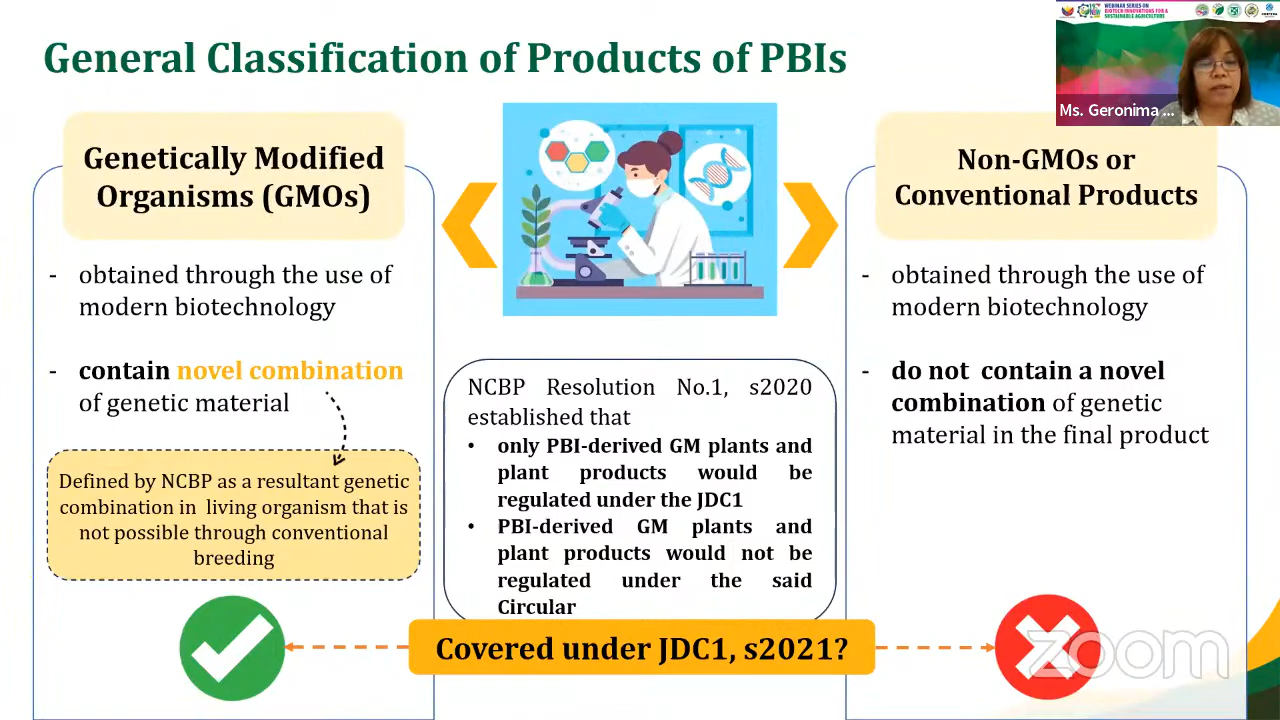 General Classification of Products of PBIs
WEBINAR SERIES ON
BIOTECH INNOVATIONS FOR A
SUSTAINABLE AGRICULTURE
Ms. Geronima ...
Genetically Modified
Organisms (GMOs)
- obtained through the use of
modern biotechnology
- contain novel combination
of genetic material
Defined by NCBP as a resultant genetic
combination in living organism that is
not possible through conventional
breeding
NCBP Resolution No.1, s2020
established that
• only PBI-derived GM plants and
plant products would be
regulated under the JDC1
• PBI-derived GM plants and
plant products would not be
regulated under the said
Circular
Non-GMOs or
Conventional Products
- obtained through the use of
modern biotechnology
- do not contain a novel
combination of genetic
material in the final product
Covered under JDC1, s2021?
zoom